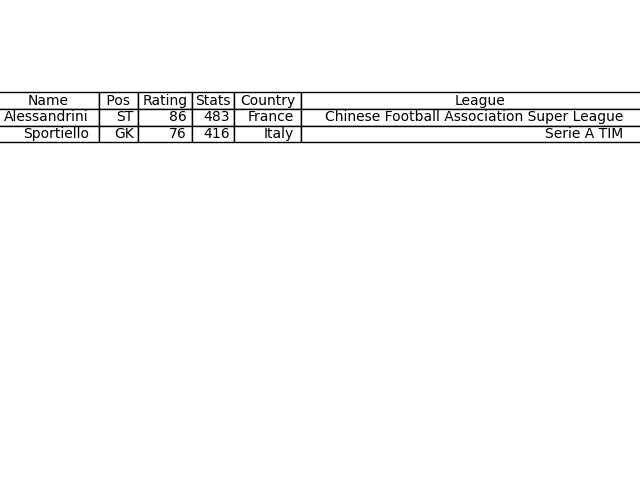 Name Pos Rating Stats Country League
Alessandrini ST 86 483 France Chinese Football Association Super League
Sportiello GK 76 416 Italy Serie A TIM